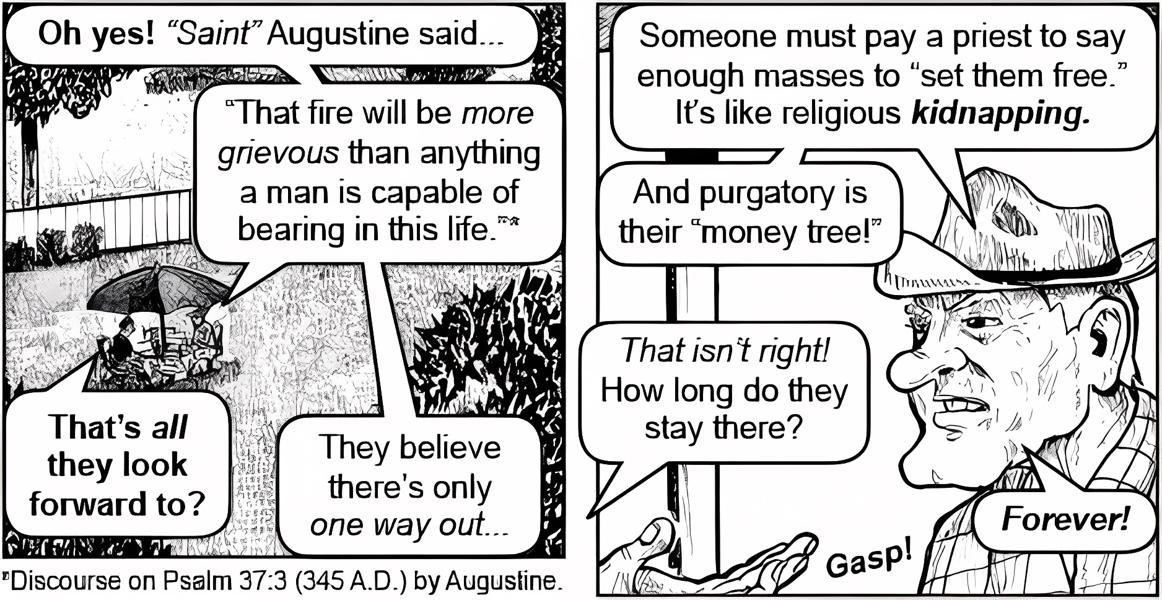 Oh yes! “Saint” Augustine said...
“That fire will be more
grievous than anything
a man is capable of
bearing in this life.”*
That’s all
they look
forward to?
They believe
there’s only
one way out...
*Discourse on Psalm 37:3 (345 A.D.) by Augustine.
Someone must pay a priest to say
enough masses to “set them free.”
It’s like religious kidnapping.
And purgatory is
their “money tree!”
That isn’t right!
How long do they
stay there?
Forever!
Gasp!